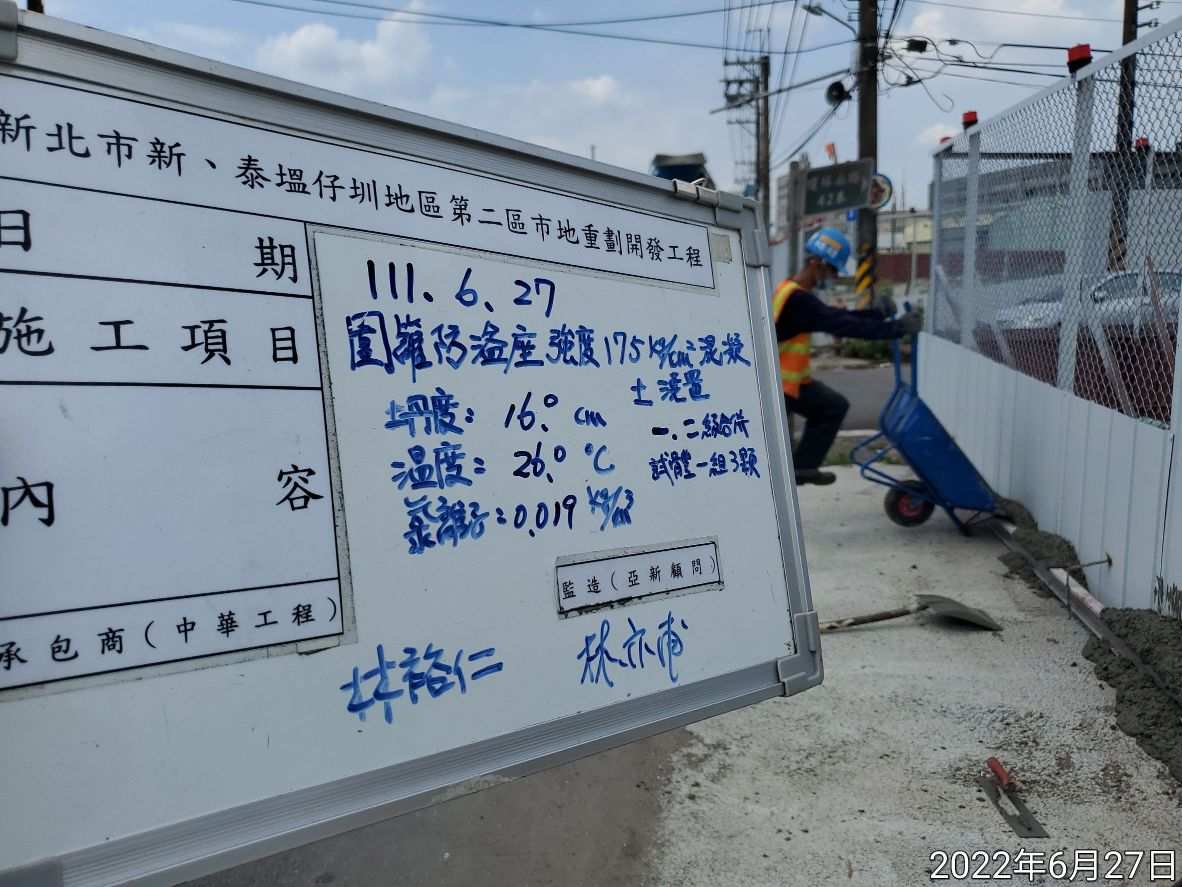 新北市新、泰塭仔圳地區第二區市地重劃開發工程
日期
111.6.27
施工項目
圍籬防溢座強度175kg/cm²混凝
土澆置
內容
坍度：16.0 cm
一、二級合併
溫度：26.0 °C
試體一組3顆
氯離子：0.019 kg/m³
監造(亞新顧問)
承包商(中華工程)
林裕仁
林亦甫
2022年6月27日